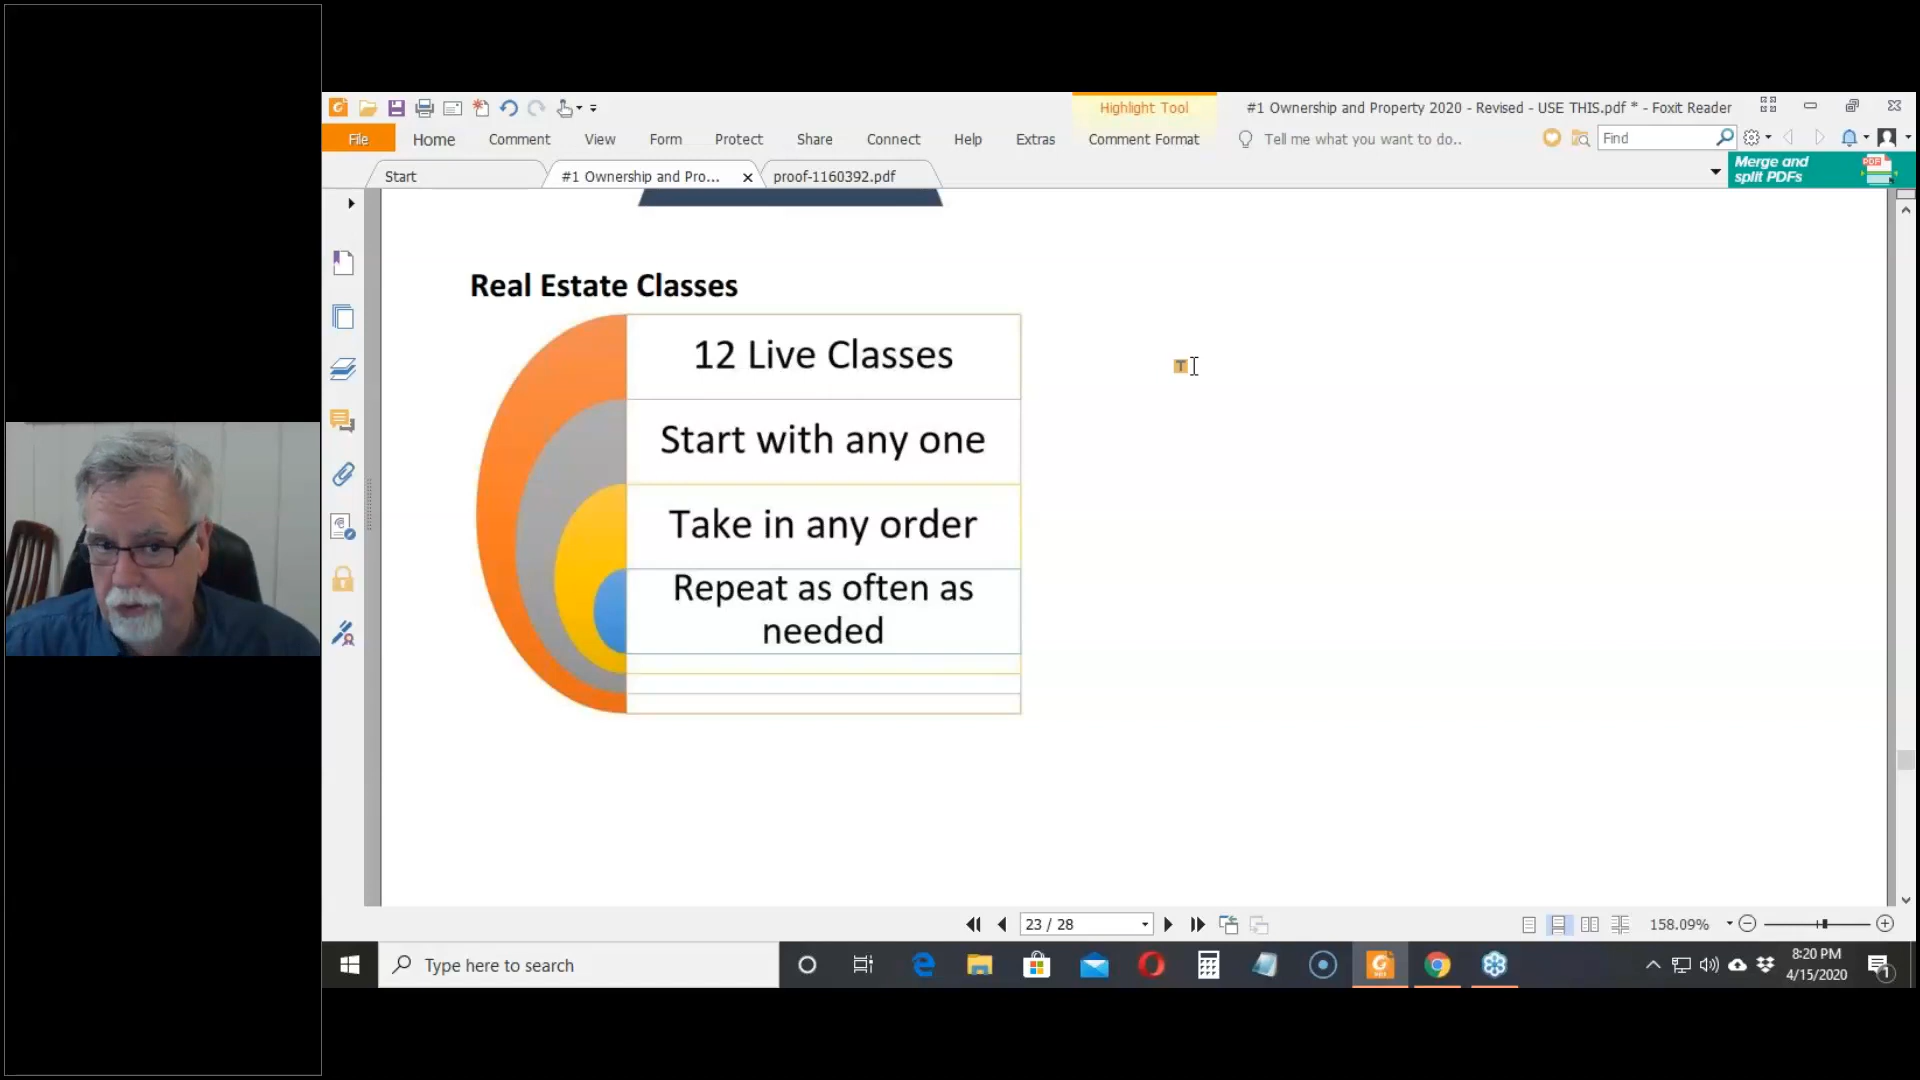 Highlight Tool
#1 Ownership and Property 2020 - Revised - USE THIS.pdf * - Foxit Reader
File Home Comment View Form Protect Share Connect Help Extras Comment Format Tell me what you want to do.. Find
Start #1 Ownership and Pro... proof-1160392.pdf
Merge and
split PDFs
PDF
Real Estate Classes
12 Live Classes
Start with any one
Take in any order
Repeat as often as
needed
T
23 / 28
158.09%
Type here to search
8:20 PM
4/15/2020
1